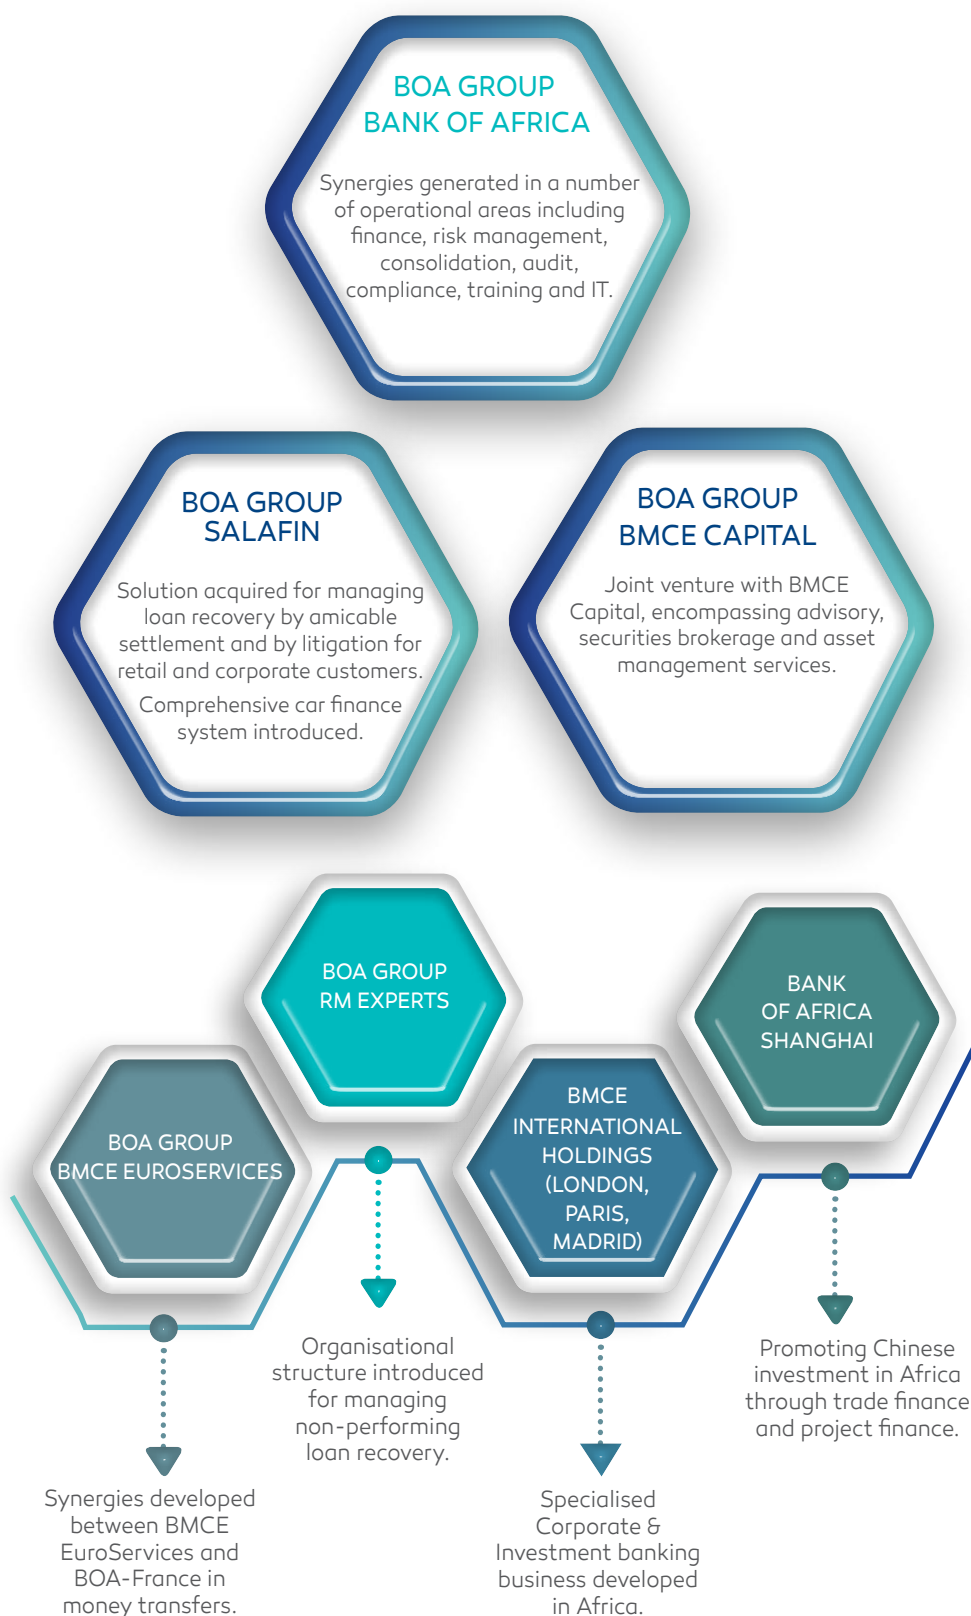 BOA GROUP
BANK OF AFRICA
Synergies generated in a number
of operational areas including
finance, risk management,
consolidation, audit,
compliance, training and IT.
BOA GROUP
SALAFIN
Solution acquired for managing
loan recovery by amicable
settlement and by litigation for
retail and corporate customers.
Comprehensive car finance
system introduced.
BOA GROUP
BMCE CAPITAL
Joint venture with BMCE
Capital, encompassing advisory,
securities brokerage and asset
management services.
BOA GROUP
BMCE EUROSERVICES
Synergies developed
between BMCE
EuroServices and
BOA-France in
money transfers.
BOA GROUP
RM EXPERTS
Organisational
structure introduced
for managing
non-performing
loan recovery.
BMCE
INTERNATIONAL
HOLDINGS
(LONDON,
PARIS,
MADRID)
Specialised
Corporate &
Investment banking
business developed
in Africa.
BANK
OF AFRICA
SHANGHAI
Promoting Chinese
investment in Africa
through trade finance
and project finance.